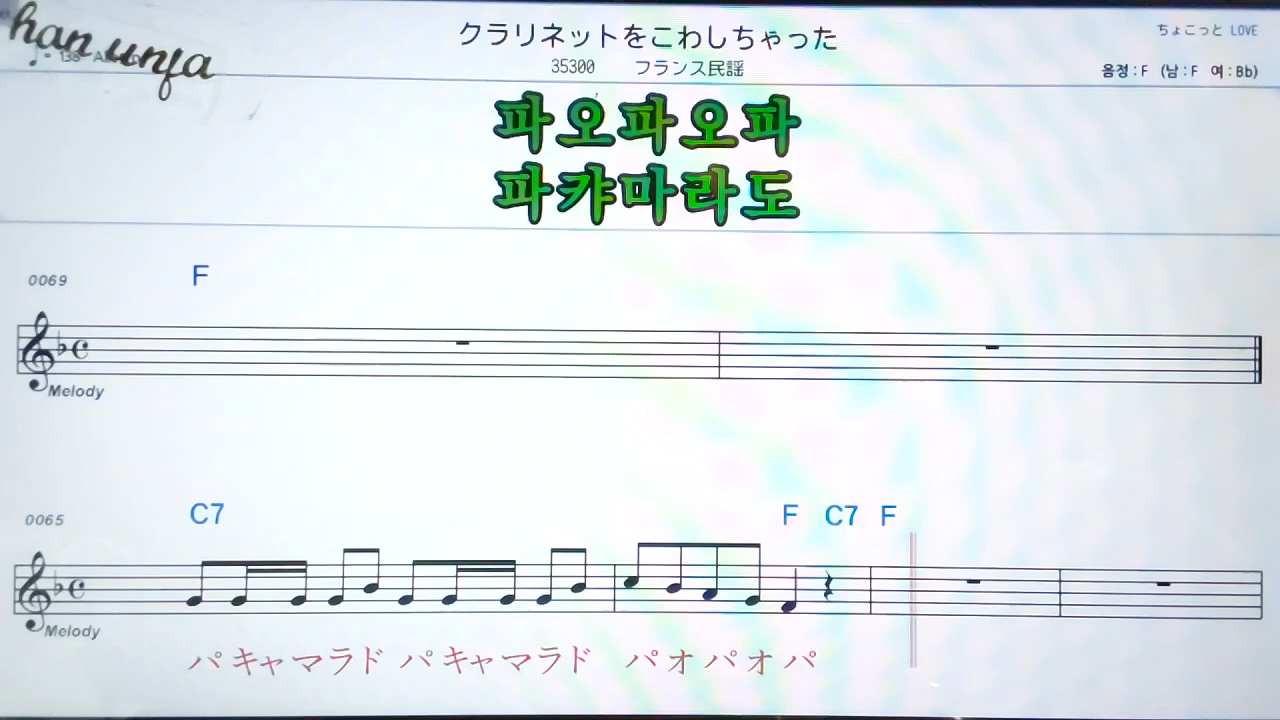 han unja
クラリネットをこわしちゃった
ちょこっと LOVE
♩= 138
35300 フランス民謡
음정:F (남:F 여:Bb)
파오파오파
파캬마라도
0069 F
Melody
0065 C7 F C7 F
Melody
パ キャ マ ラ ド パ キャ マ ラ ド パ オ パ オ パ